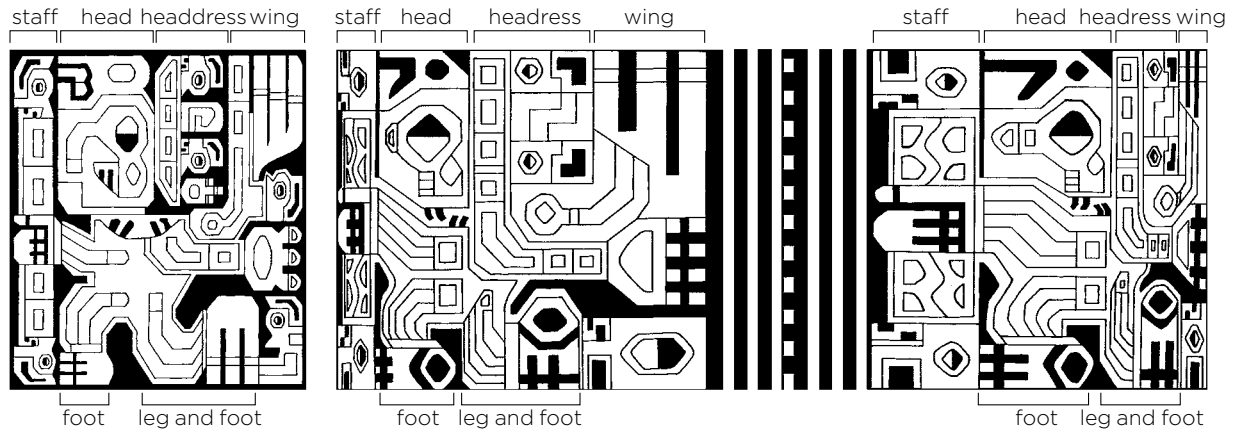 staff head headdress wing
staff head headress wing
staff head headress wing
foot leg and foot
foot leg and foot
foot leg and foot